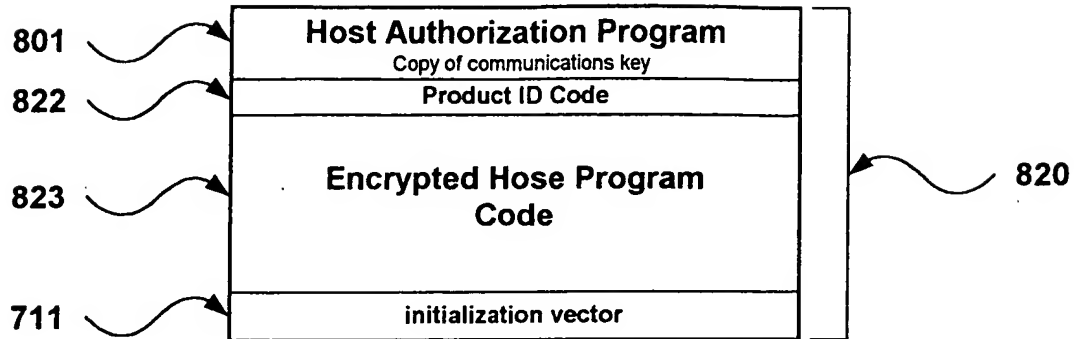 801
Host Authorization Program
Copy of communications key
822
Product ID Code
823
Encrypted Hose Program
Code
820
711
initialization vector